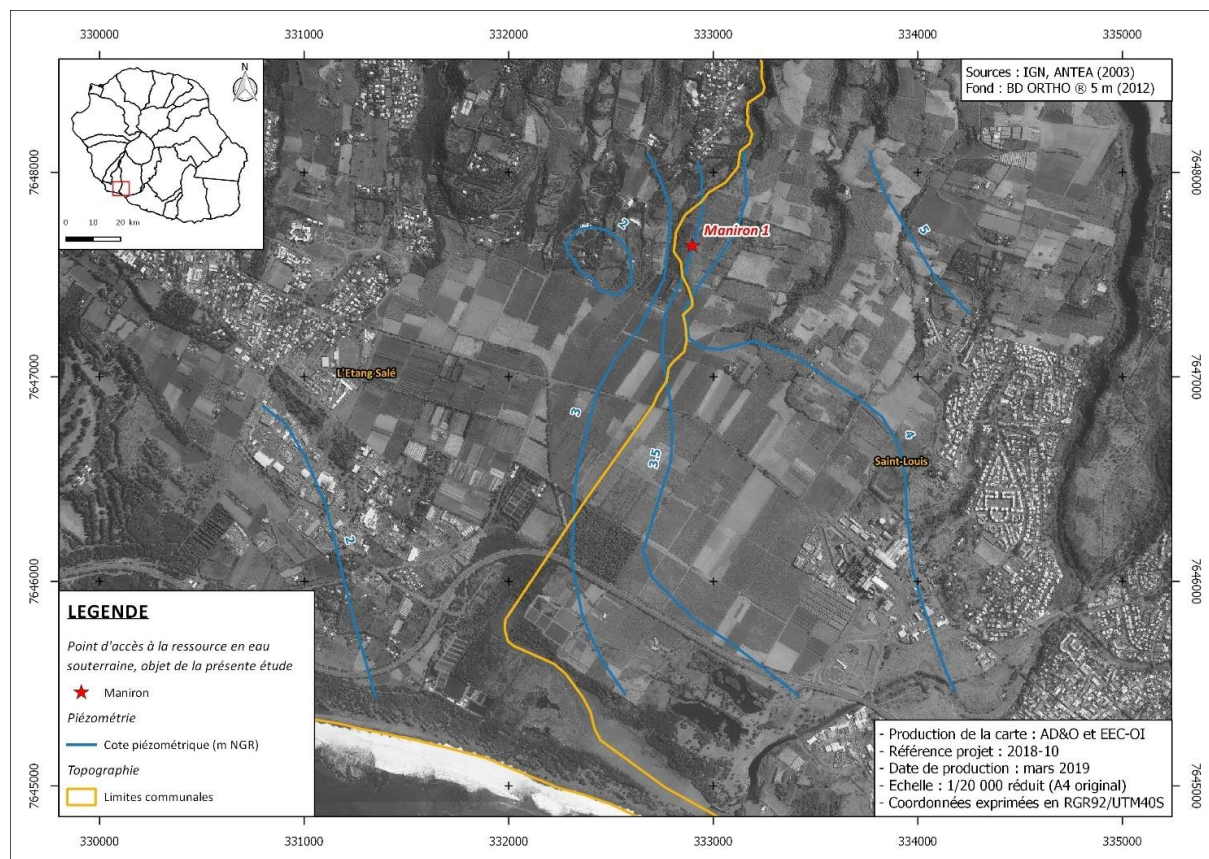 330000 331000 332000 333000 334000 335000
N
0 10 20 km
Sources : IGN, ANTEA (2003)
Fond : BD ORTHO ® 5 m (2012)
7648000
7648000
2
Maniron 1
5
7647000
7647000
L'Etang-Salé
3
3.5
4
Saint-Louis
2
7646000
7646000
LEGENDE
Point d'accès à la ressource en eau
souterraine, objet de la présente étude
Maniron
Piézométrie
Cote piézométrique (m NGR)
Topographie
Limites communales
- Production de la carte : AD&O et EEC-OI
- Référence projet : 2018-10
- Date de production : mars 2019
- Echelle : 1/20 000 réduit (A4 original)
- Coordonnées exprimées en RGR92/UTM40S
7645000
7645000
330000 331000 332000 333000 334000 335000